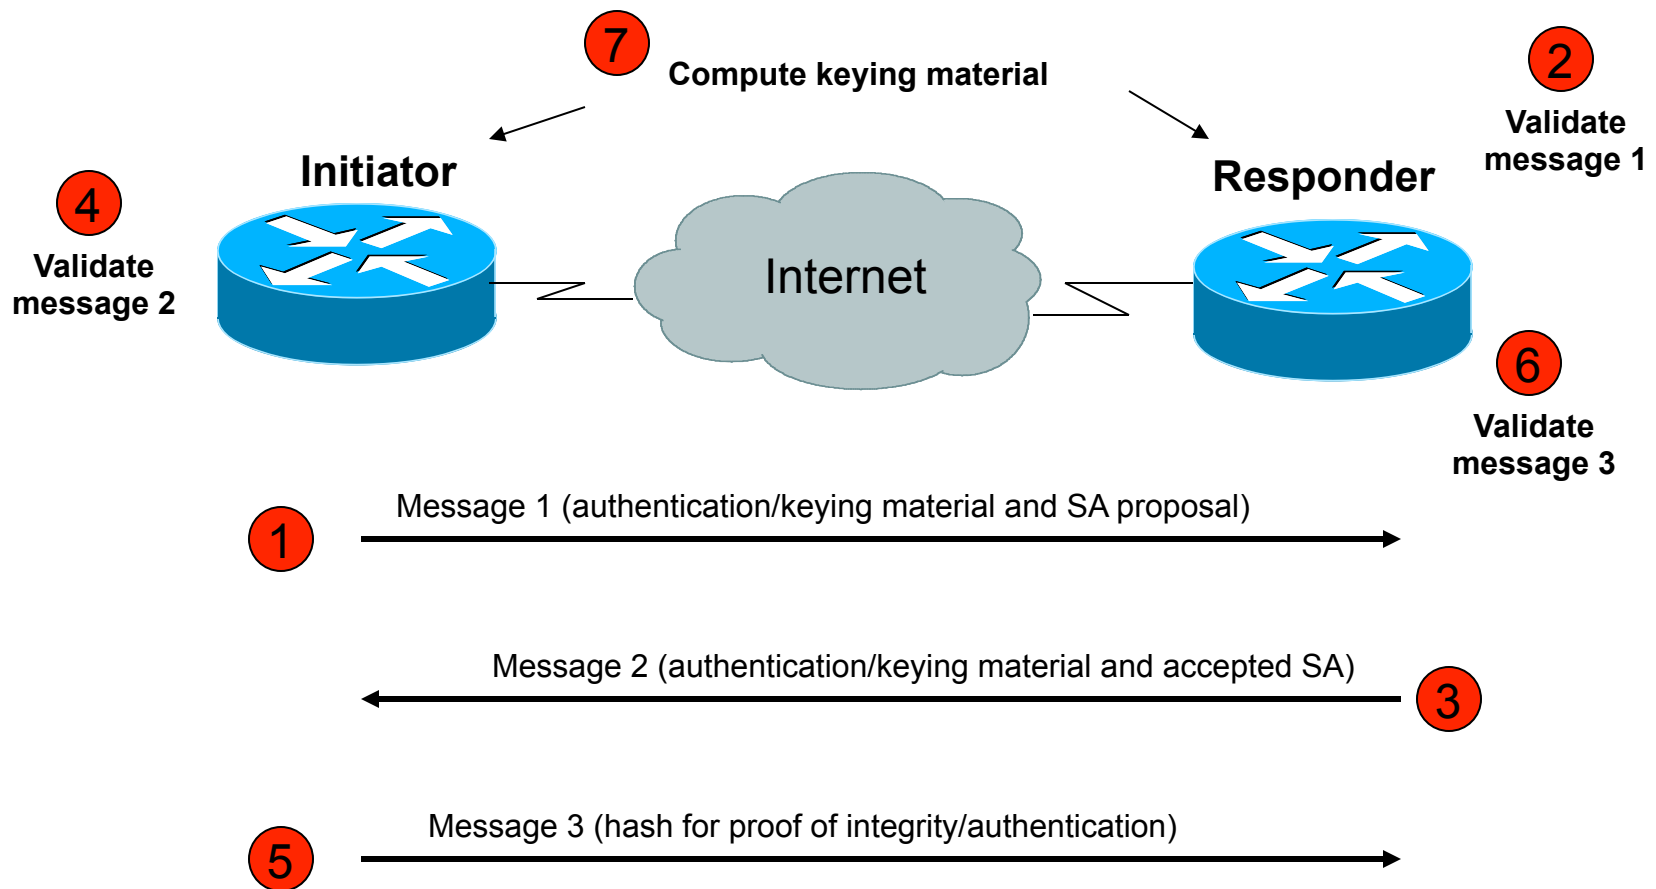 7
Compute keying material
2
Validate
message 1
Initiator
Responder
4
Validate
message 2
Internet
6
Validate
message 3
Message 1 (authentication/keying material and SA proposal)
1
Message 2 (authentication/keying material and accepted SA)
3
Message 3 (hash for proof of integrity/authentication)
5